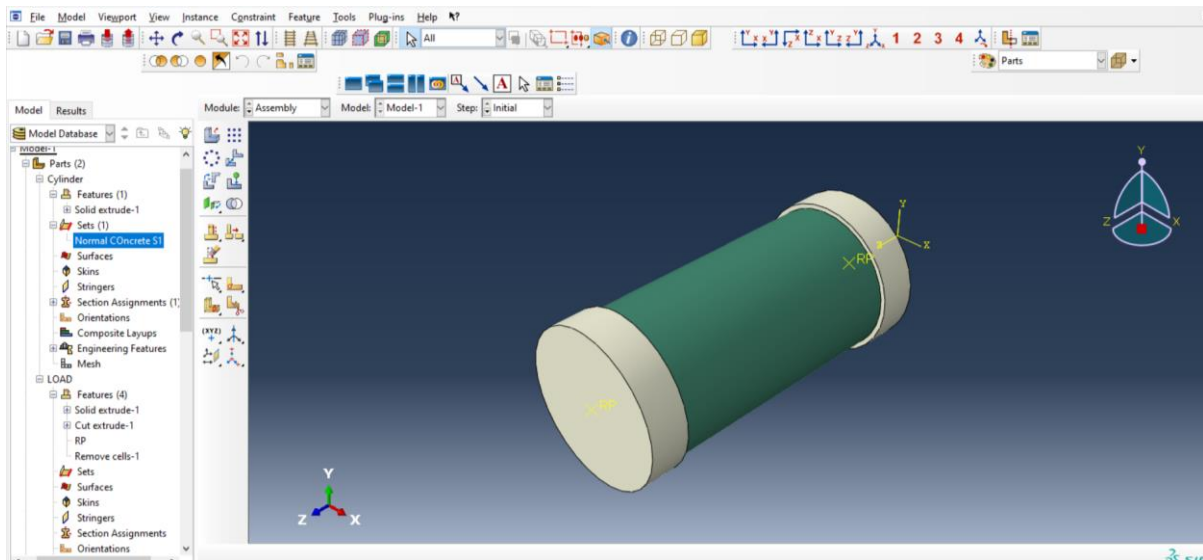 File Model Viewport View Instance Constraint Feature Tools Plug-ins Help
All
1 2 3 4
Parts
A
Model Results
Module: Assembly Model: Model-1 Step: Initial
Model Database
Model-1
Parts (2)
Cylinder
Features (1)
Solid extrude-1
Sets (1)
Normal COncrete S1
Surfaces
Skins
Stringers
Section Assignments (1)
Orientations
Composite Layups
Engineering Features
Mesh
LOAD
Features (4)
Solid extrude-1
Cut extrude-1
RP
Remove cells-1
Sets
Surfaces
Skins
Stringers
Section Assignments
Orientations
(XYZ)
Y
Z X
Y
X
RP
RP
Y
Z X